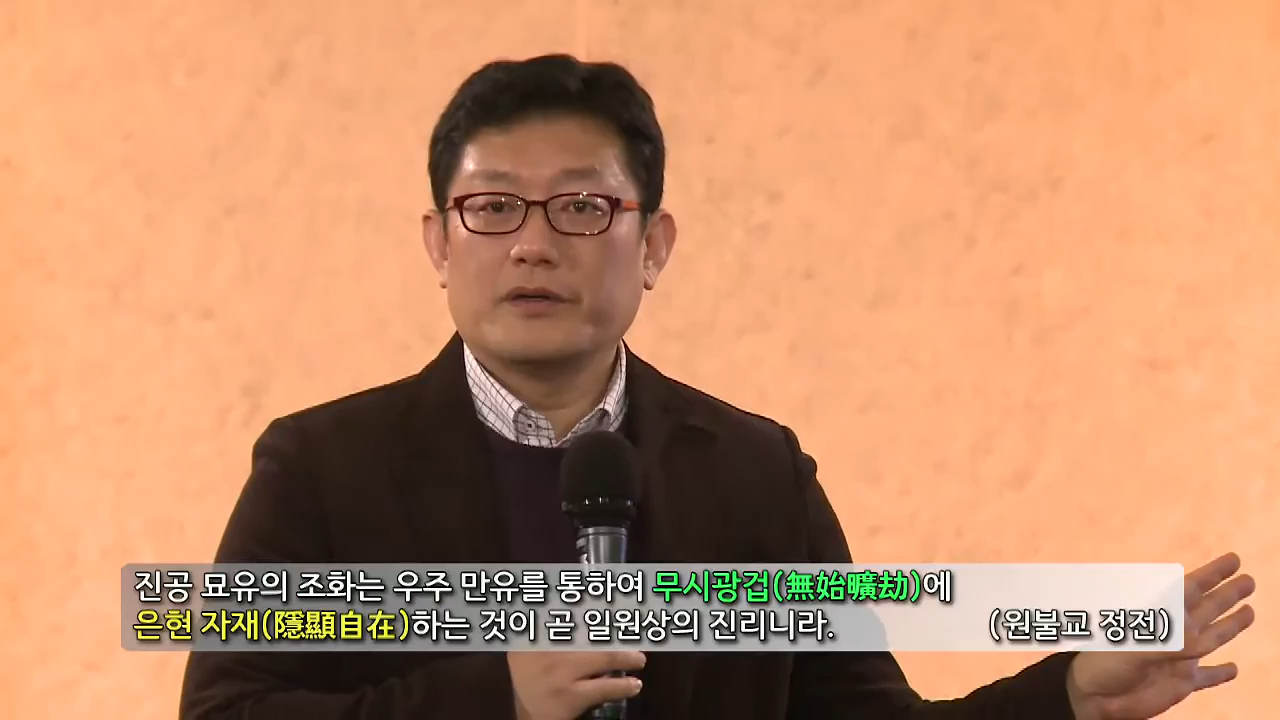 진공 묘유의 조화는 우주 만유를 통하여 무시광겁(無始曠劫)에
은현 자재(隱顯自在)하는 것이 곧 일원상의 진리니라. (원불교 정전)